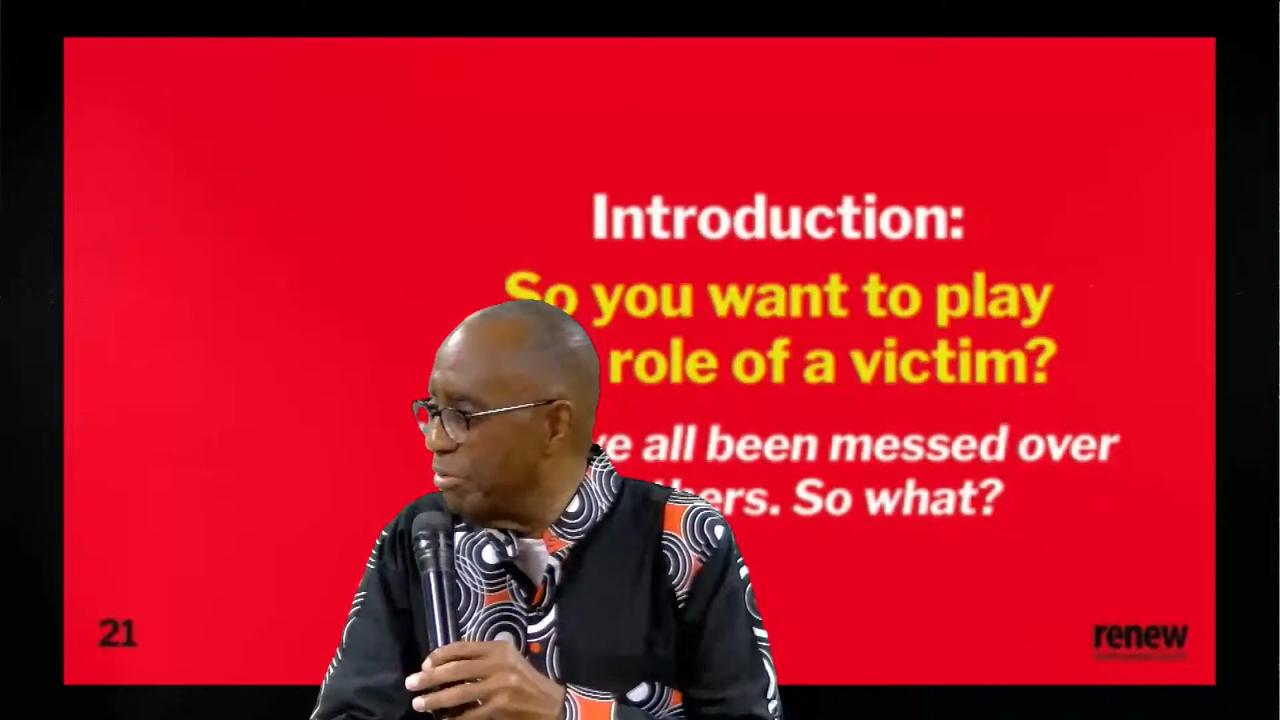 Introduction:
So you want to play
role of a victim?
all been messed over
So what?
21
renew